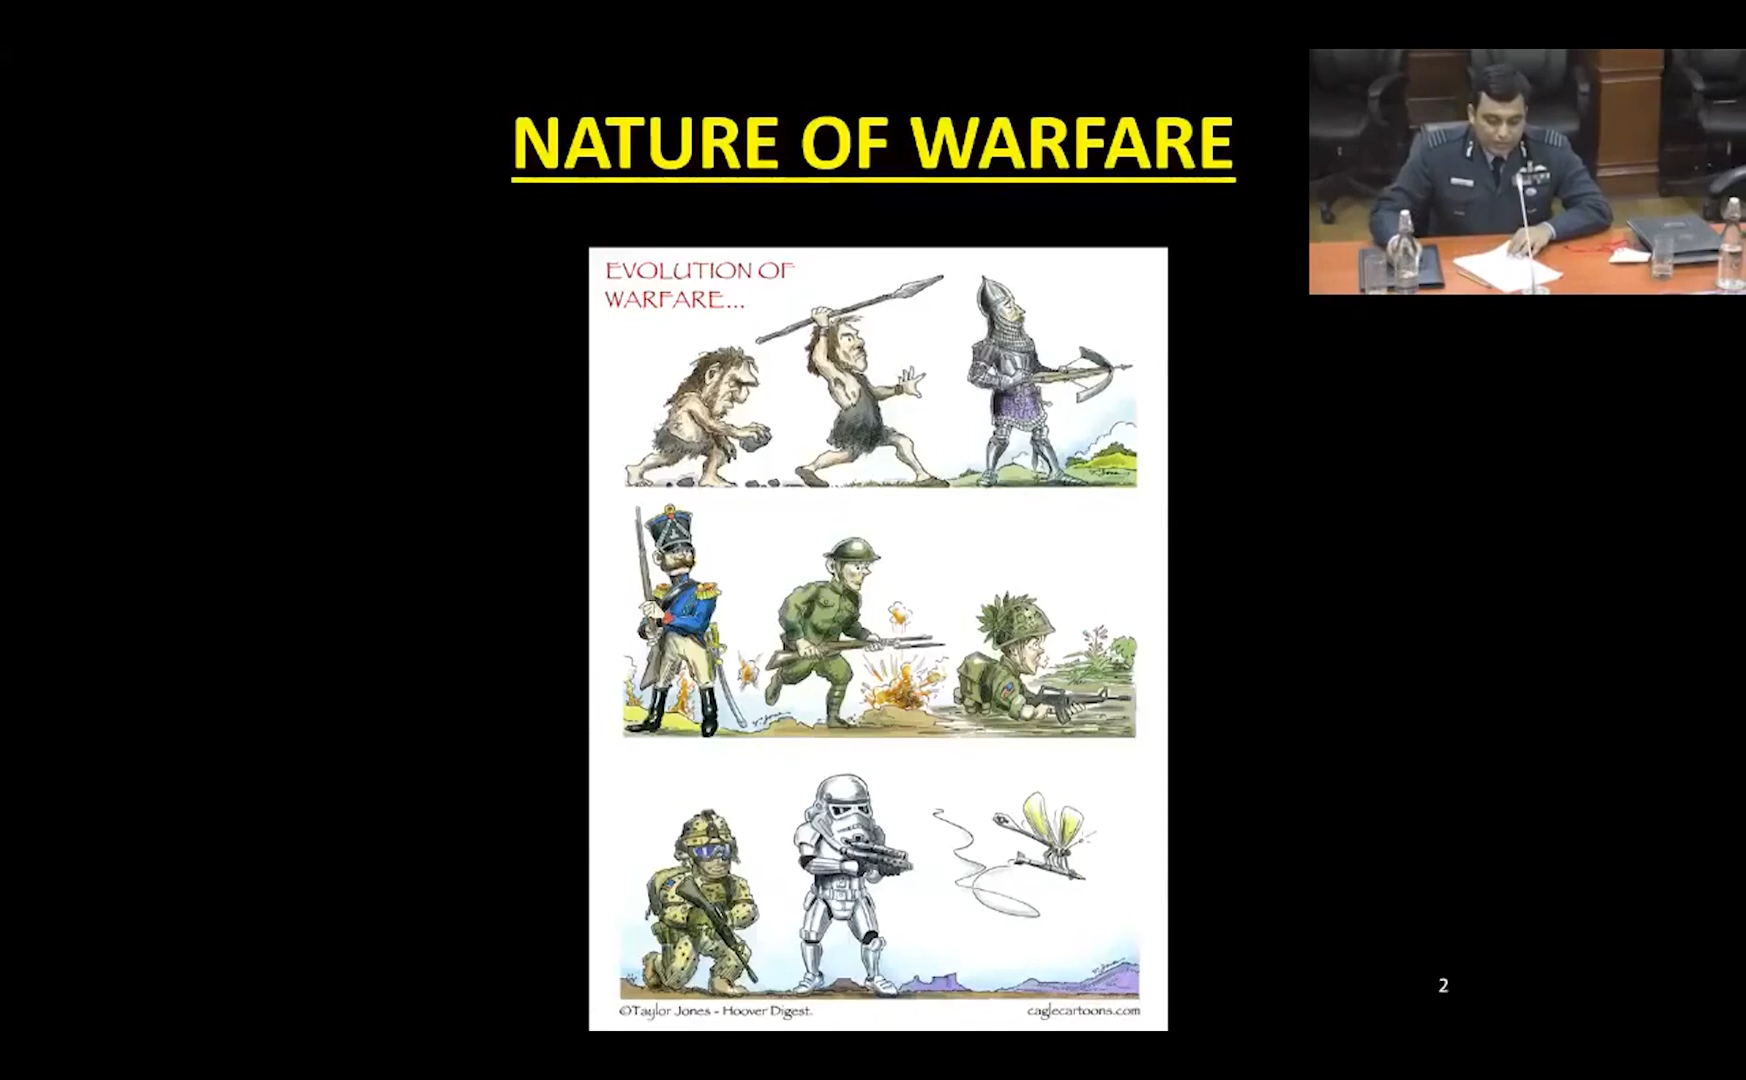 NATURE OF WARFARE
EVOLUTION OF
WARFARE...
©Taylor Jones - Hoover Digest.
caglecartoons.com
2